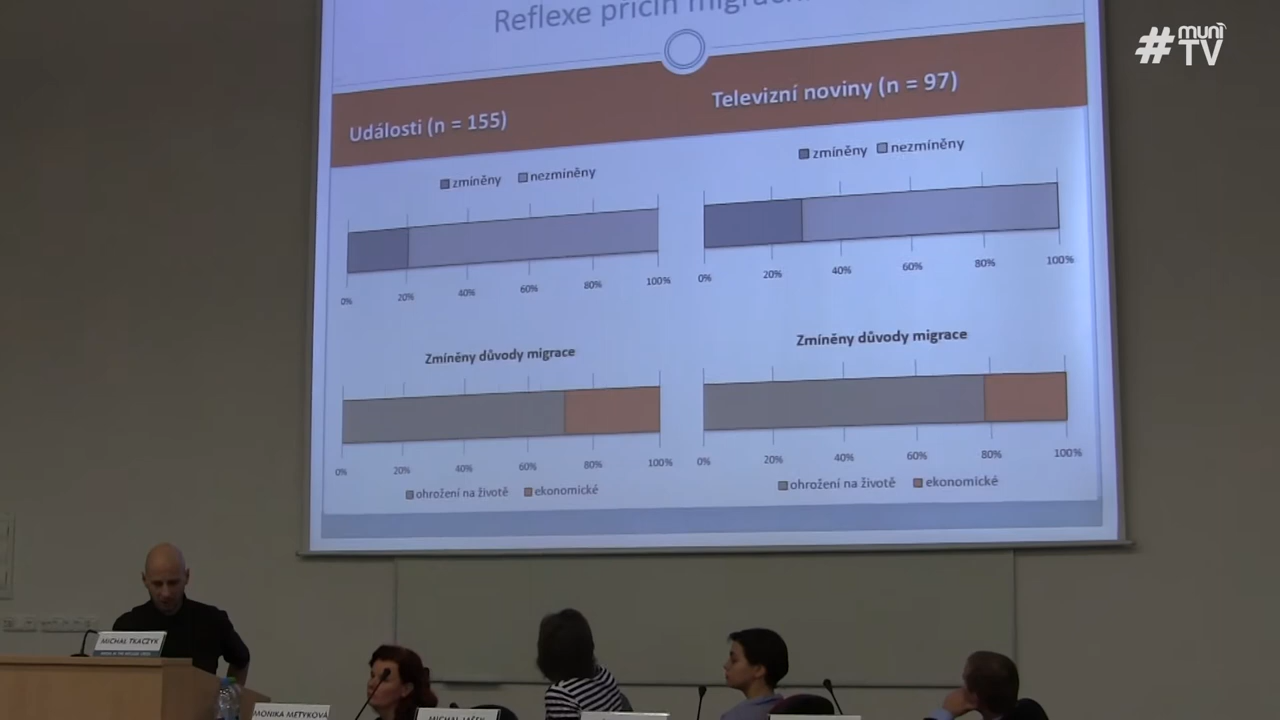 Reflexe příčin migrac
#muni
TV
Události (n = 155)
Televizní noviny (n = 97)
zmíněny nezmíněny
zmíněny nezmíněny
0% 20% 40% 60% 80% 100%
0% 20% 40% 60% 80% 100%
Zmíněny důvody migrace
Zmíněny důvody migrace
0% 20% 40% 60% 80% 100%
0% 20% 40% 60% 80% 100%
ohrožení na životě ekonomické
ohrožení na životě ekonomické
MICHAL TKACZYK
MONIKA METYKOVÁ
MICHAL